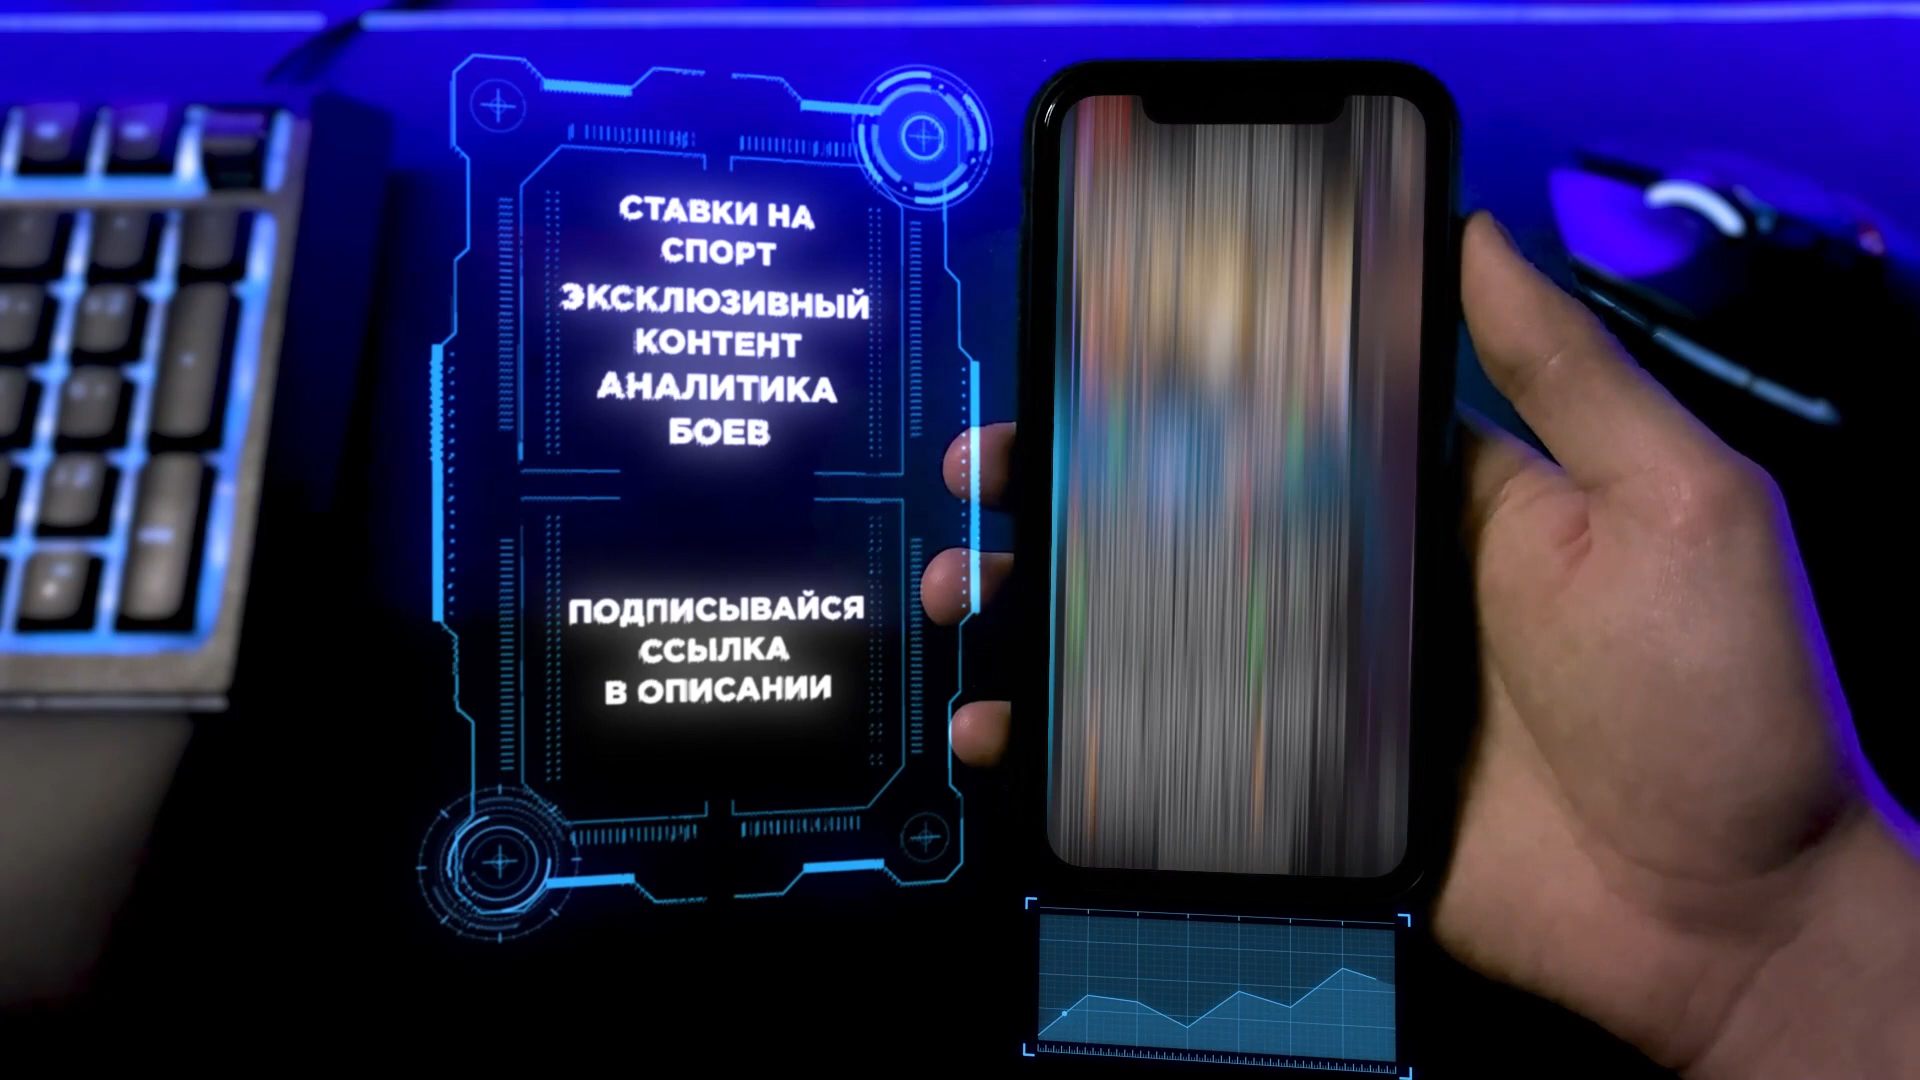 СТАВКИ НА
СПОРТ
ЭКСКЛЮЗИВНЫЙ
КОНТЕНТ
АНАЛИТИКА
БОЕВ
ПОДПИСЫВАЙСЯ
ССЫЛКА
В ОПИСАНИИ